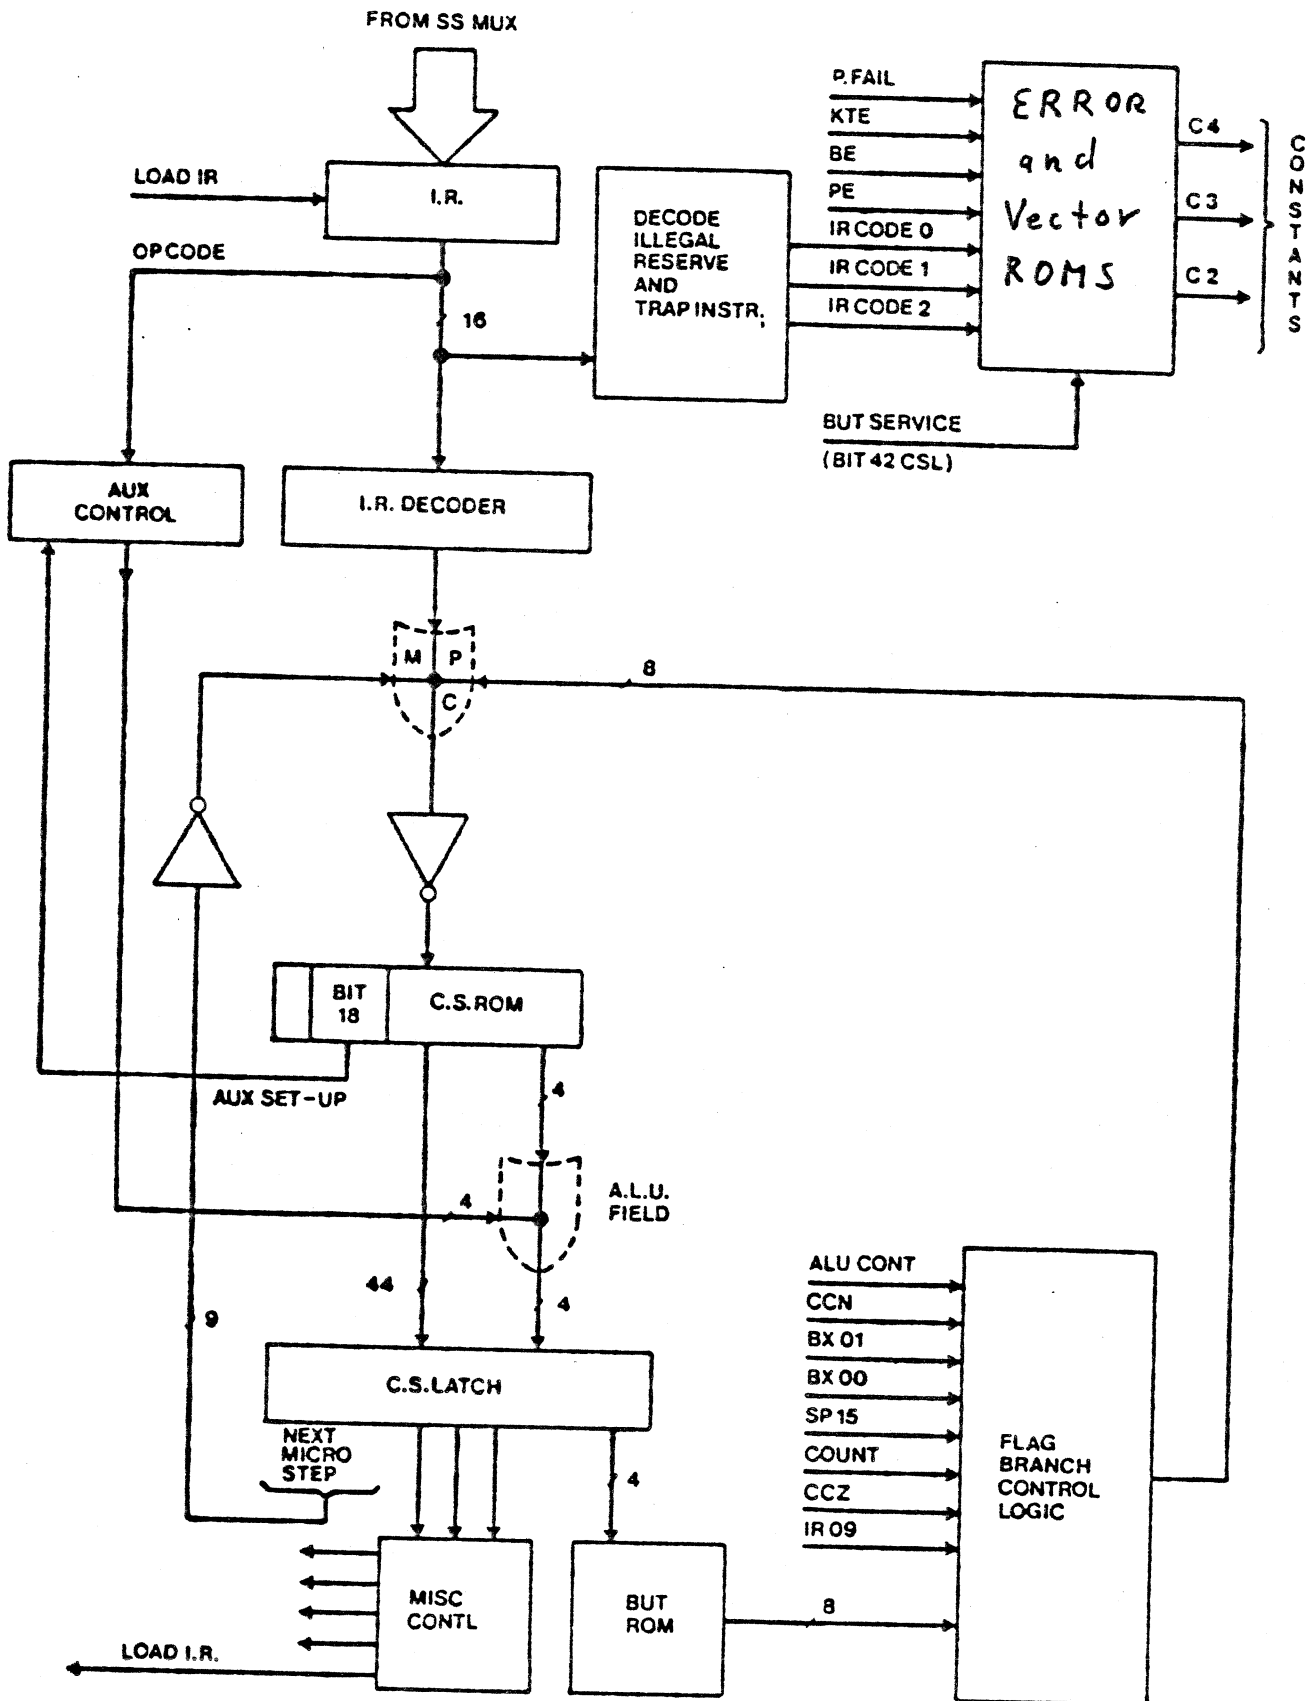 FROM SS MUX
LOAD IR
I.R.
OP CODE
16
DECODE
ILLEGAL
RESERVE
AND
TRAP INSTR;
P.FAIL
KTE
BE
PE
IR CODE 0
IR CODE 1
IR CODE 2
ERROR
and
Vector
ROMS
C4
C3
C2
CONSTANTS
BUT SERVICE
(BIT 42 CSL)
AUX
CONTROL
I.R. DECODER
M P
C
8
BIT
18
C.S.ROM
AUX SET-UP
4
4
A.L.U.
FIELD
44
4
9
C.S.LATCH
NEXT
MICRO
STEP
4
MISC
CONTL
LOAD I.R.
BUT
ROM
8
ALU CONT
CCN
BX 01
BX 00
SP 15
COUNT
CCZ
IR 09
FLAG
BRANCH
CONTROL
LOGIC